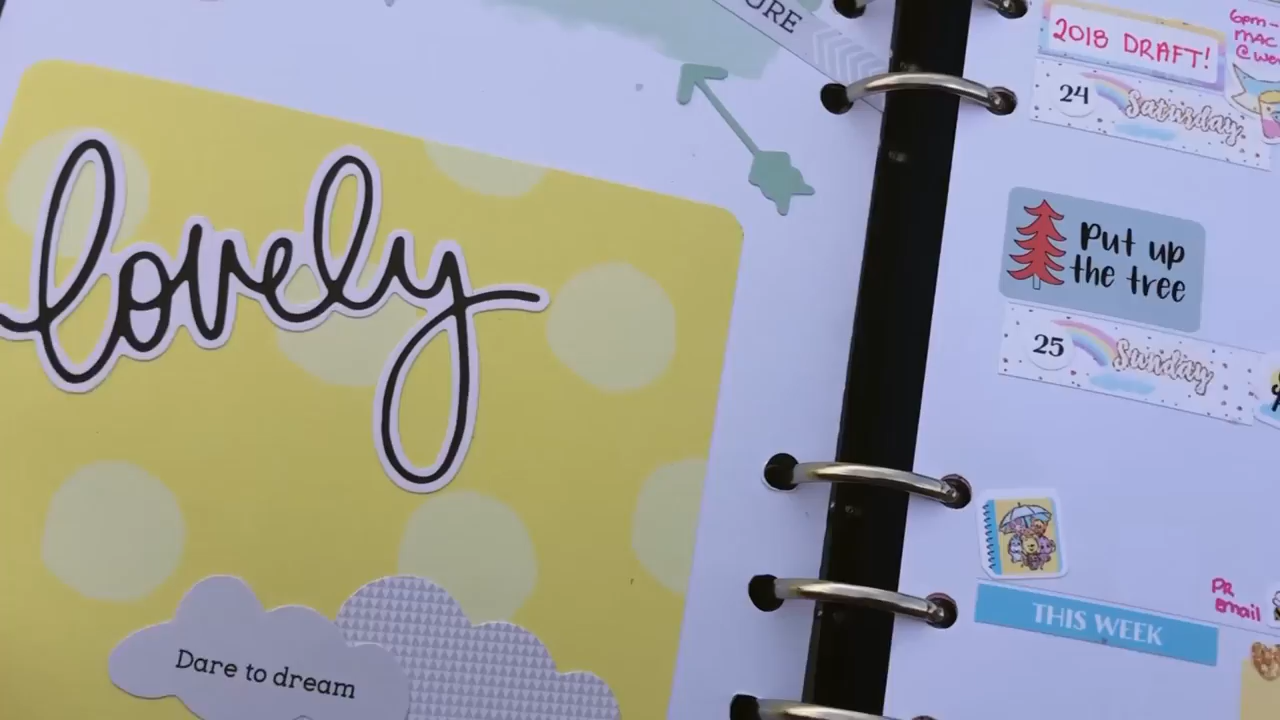 lovely
Dare to dream
2018 DRAFT!
6pm -
MAC
24 Saturday
Put up
the tree
25 Sunday
PR
email
THIS WEEK